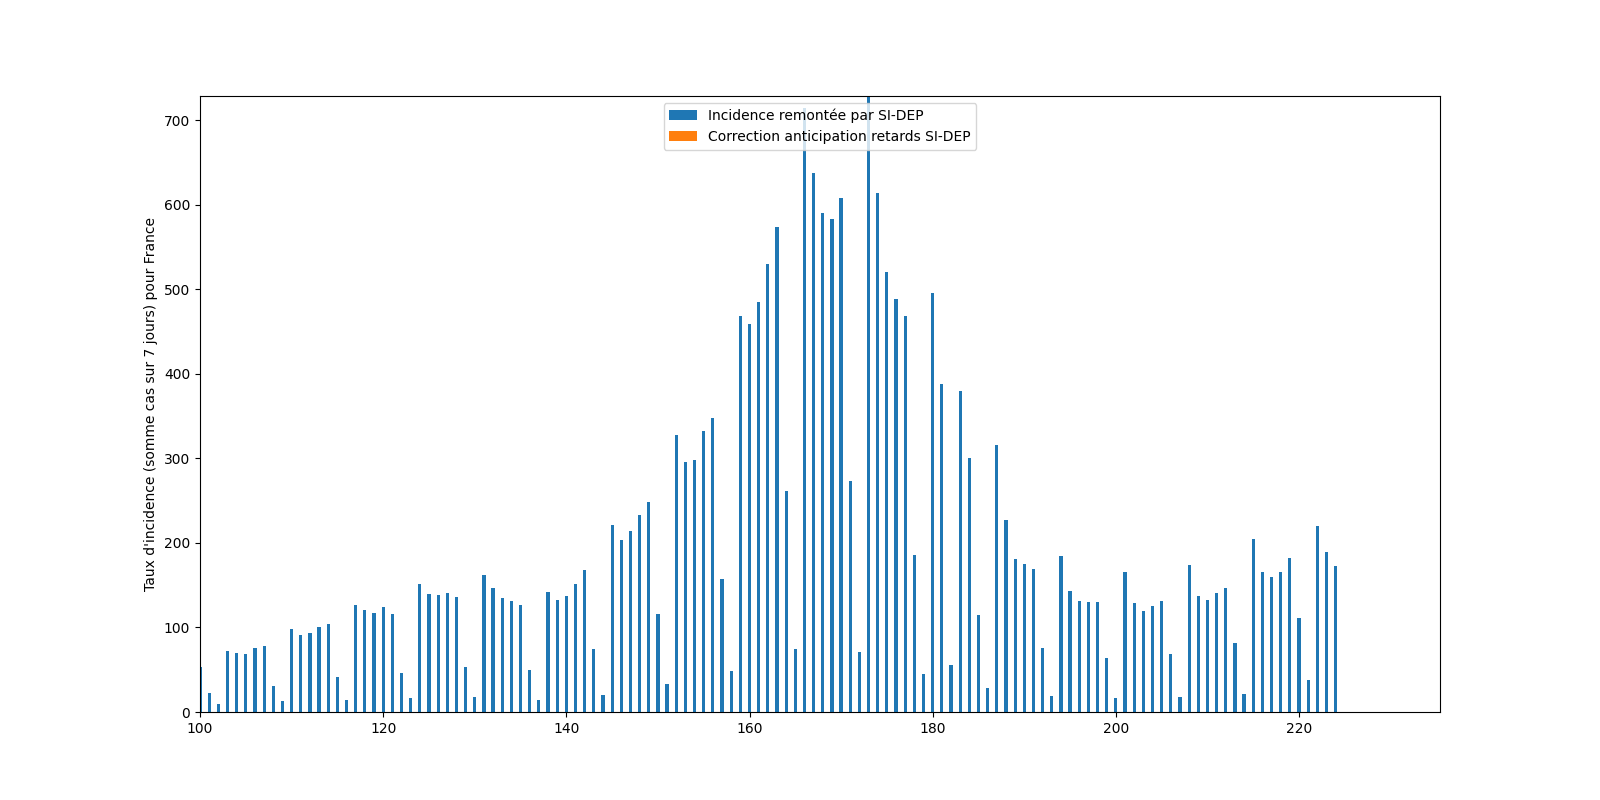 Incidence remontée par SI-DEP
Correction anticipation retards SI-DEP
Taux d'incidence (somme cas sur 7 jours) pour France
700
600
500
400
300
200
100
0
100 120 140 160 180 200 220